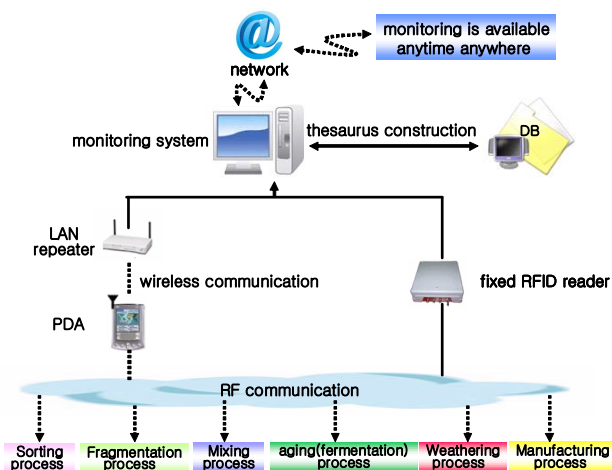 monitoring is available
anytime anywhere
@
network
monitoring system
thesaurus construction
DB
LAN
repeater
wireless communication
fixed RFID reader
PDA
RF communication
Sorting
process
Fragmentation
process
Mixing
process
aging(fermentation)
process
Weathering
process
Manufacturing
process